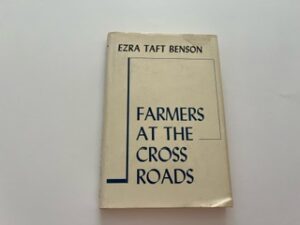 EZRA TAFT BENSON
FARMERS
AT THE
CROSS
ROADS